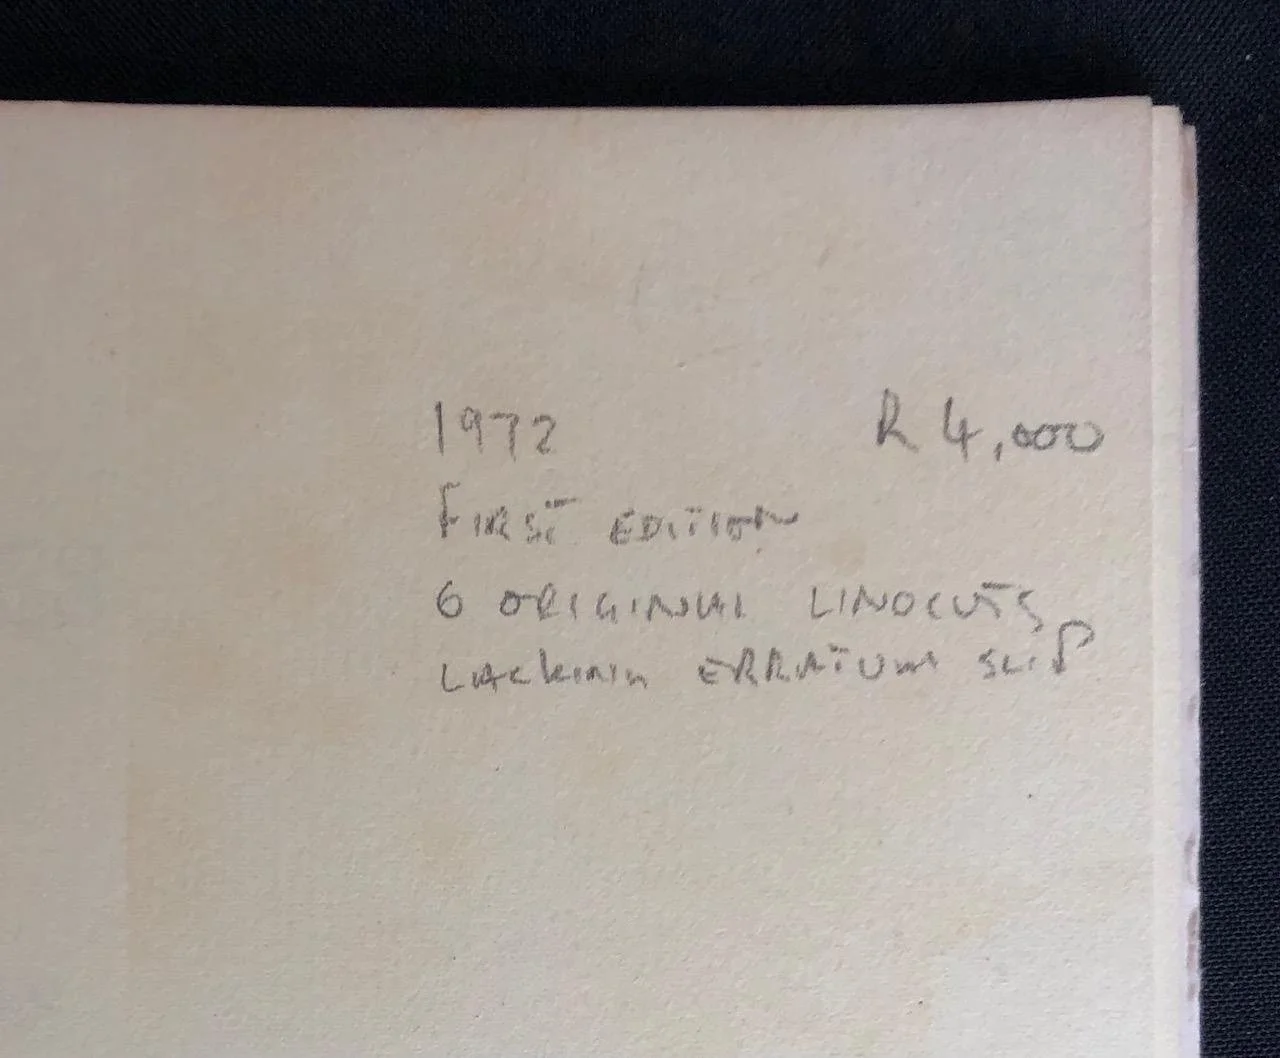 1972 R 4,000
FIRST EDITION
6 ORIGINAL LINOCUTS
LACKING ERRATUM SLIP